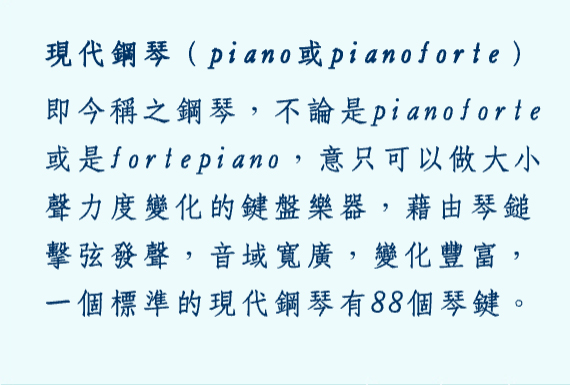 現代鋼琴（piano或pianoforte）
即今稱之鋼琴，不論是pianoforte
或是fortepiano，意只可以做大小
聲力度變化的鍵盤樂器，藉由琴鎚
擊弦發聲，音域寬廣，變化豐富，
一個標準的現代鋼琴有88個琴鍵。